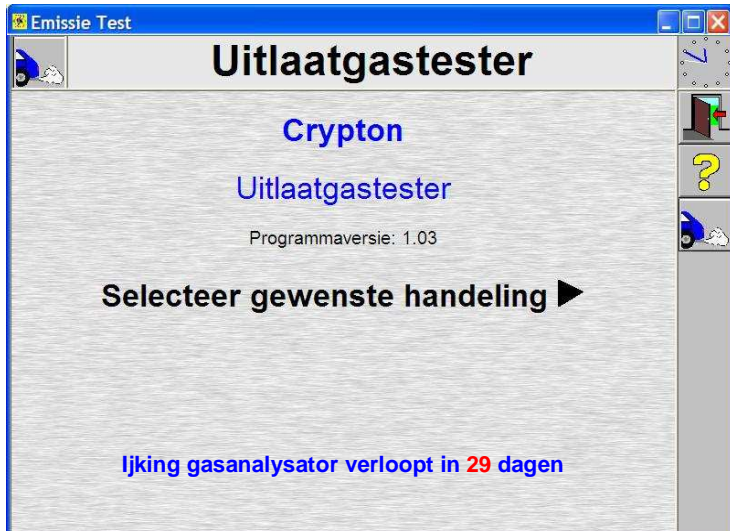 Emissie Test
Uitlaatgastester
Crypton
Uitlaatgastester
Programmaversie: 1.03
Selecteer gewenste handeling
Ijking gasanalysator verloopt in 29 dagen